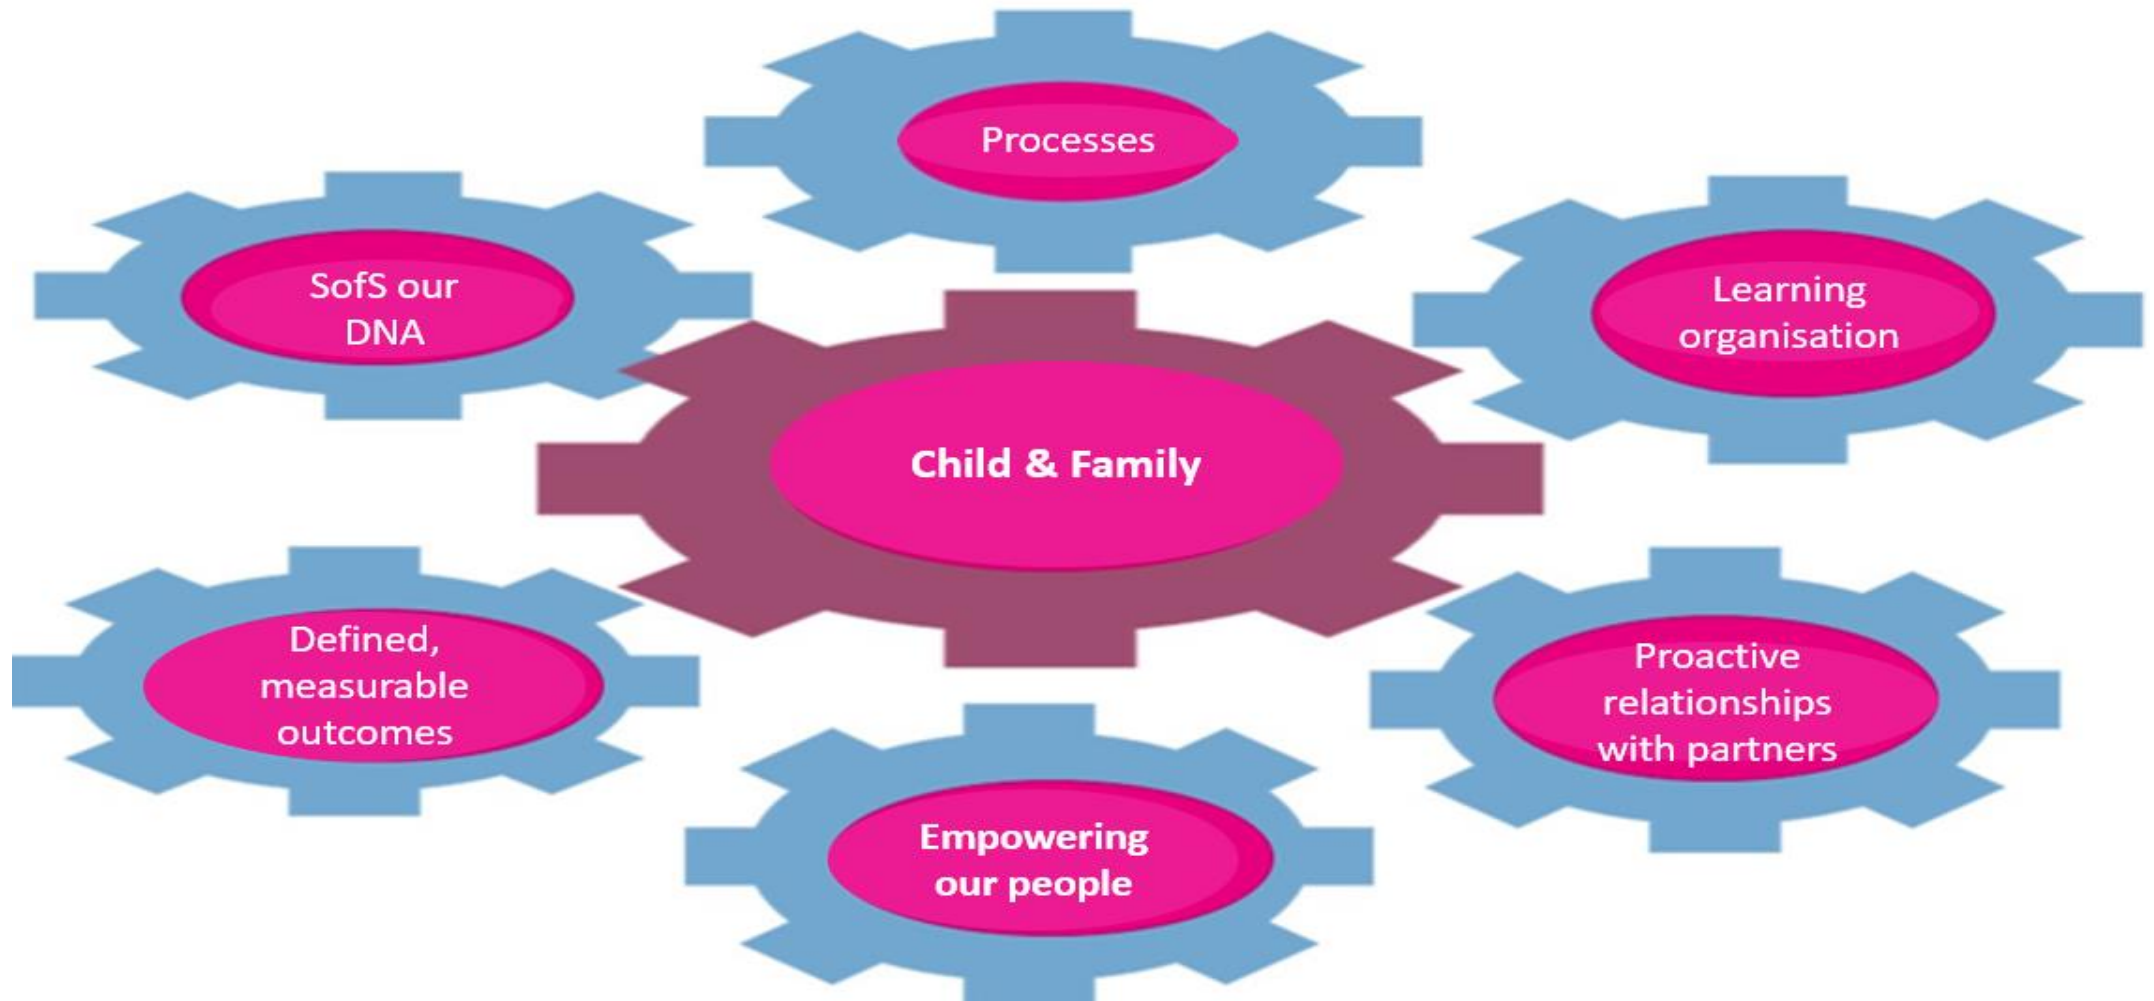 Processes
SofS our
DNA
Learning
organisation
Child & Family
Defined,
measurable
outcomes
Proactive
relationships
with partners
Empowering
our people